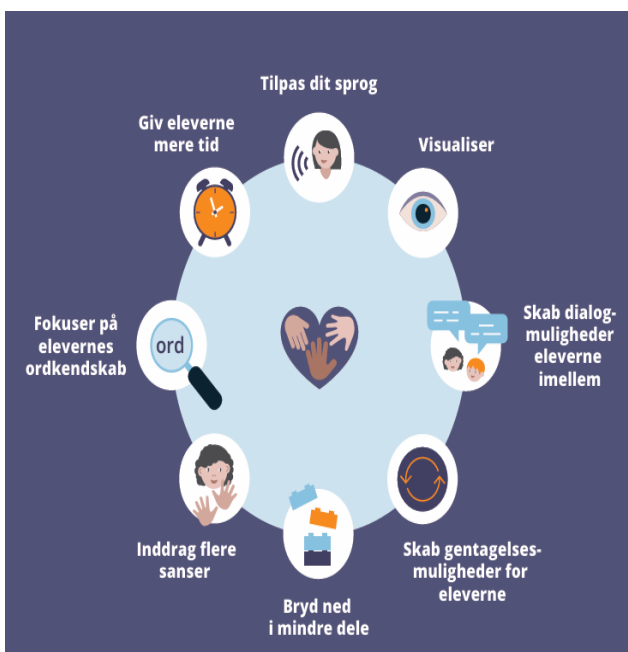 Tilpas dit sprog
Visualiser
Skab dialog-
muligheder
eleverne
imellem
Skab gentagelses-
muligheder for
eleverne
Bryd ned
i mindre dele
Inddrag flere
sanser
Fokuser på
elevernes
ordkendskab
ord
Giv eleverne
mere tid